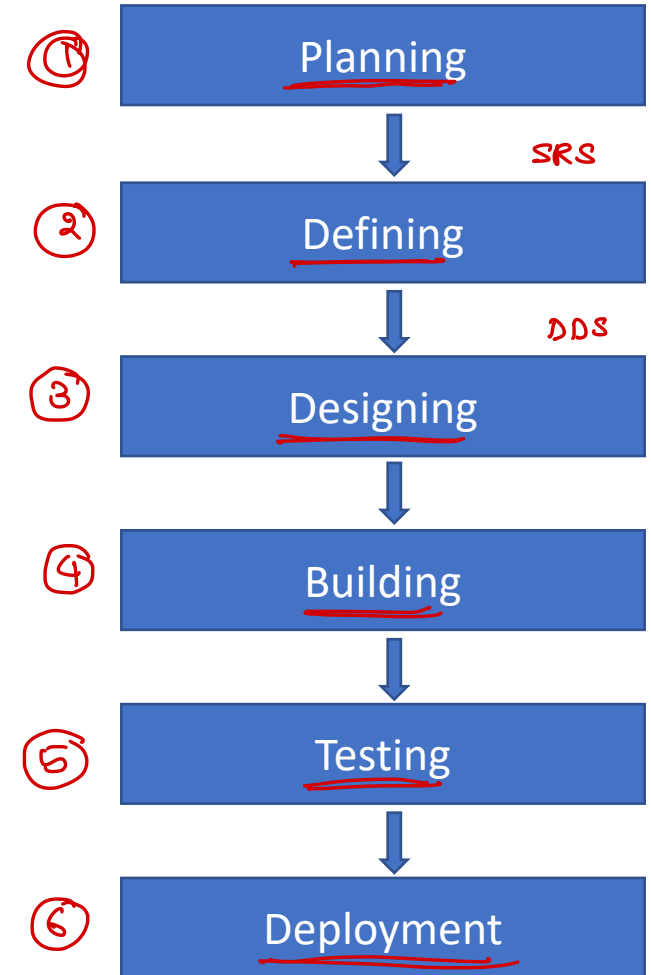 1 Planning
SRS
2 Defining
DDS
3 Designing
4 Building
5 Testing
6 Deployment